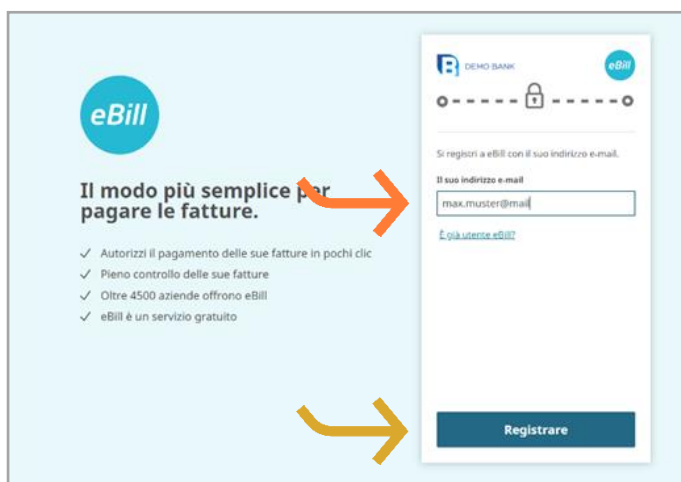 eBill
Il modo più semplice per
pagare le fatture.
Autorizzi il pagamento delle sue fatture in pochi clic
Pieno controllo delle sue fatture
Oltre 4500 aziende offrono eBill
eBill è un servizio gratuito
DEMO BANK
eBill
Si registri a eBill con il suo indirizzo e-mail.
Il suo indirizzo e-mail
max.muster@mail
È già utente eBill?
Registrare